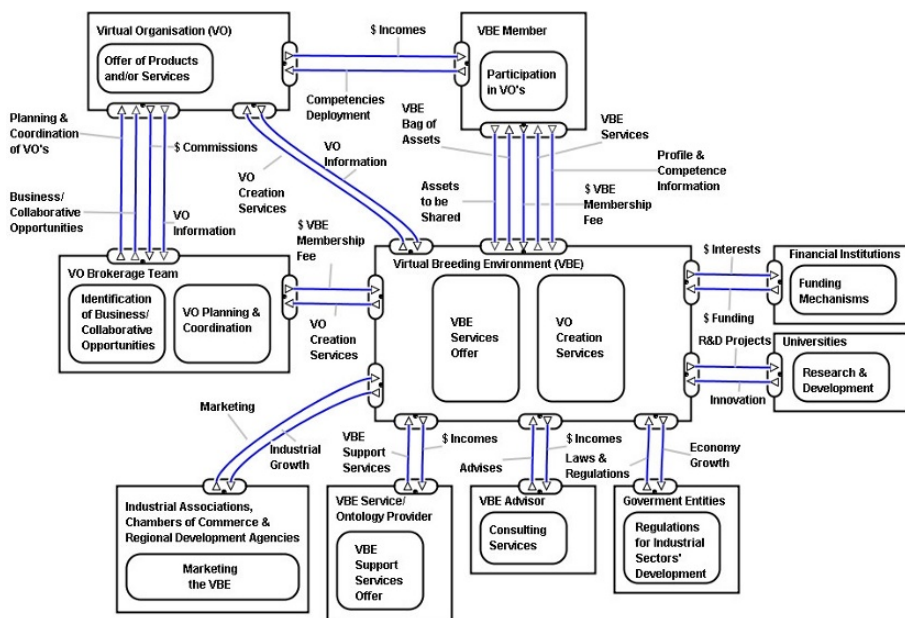 Virtual Organisation (VO)
Offer of Products
and/or Services
$ Incomes
Competencies
Deployment
VBE Member
Participation
in VO's
Planning &
Coordination
of VO's
$ Commissions
Business/
Collaborative
Opportunities
VO
Information
VO
Creation
Services
VO
Information
VBE
Bag of
Assets
VBE
Services
Profile &
Competence
Information
Assets
to be
Shared
$ VBE
Membership
Fee
VO Brokerage Team
Identification
of Business/
Collaborative
Opportunities
VO Planning &
Coordination
$ VBE
Membership
Fee
VO
Creation
Services
Virtual Breeding Environment (VBE)
VBE
Services
Offer
VO
Creation
Services
$ Interests
$ Funding
Financial Institutions
Funding
Mechanisms
R&D Projects
Innovation
Universities
Research &
Development
Marketing
Industrial
Growth
VBE
Support
Services
$ Incomes
Advises
$ Incomes
Laws &
Regulations
Economy
Growth
Industrial Associations,
Chambers of Commerce &
Regional Development Agencies
Marketing
the VBE
VBE Service/
Ontology Provider
VBE
Support
Services
Offer
VBE Advisor
Consulting
Services
Goverment Entities
Regulations
for Industrial
Sectors'
Development